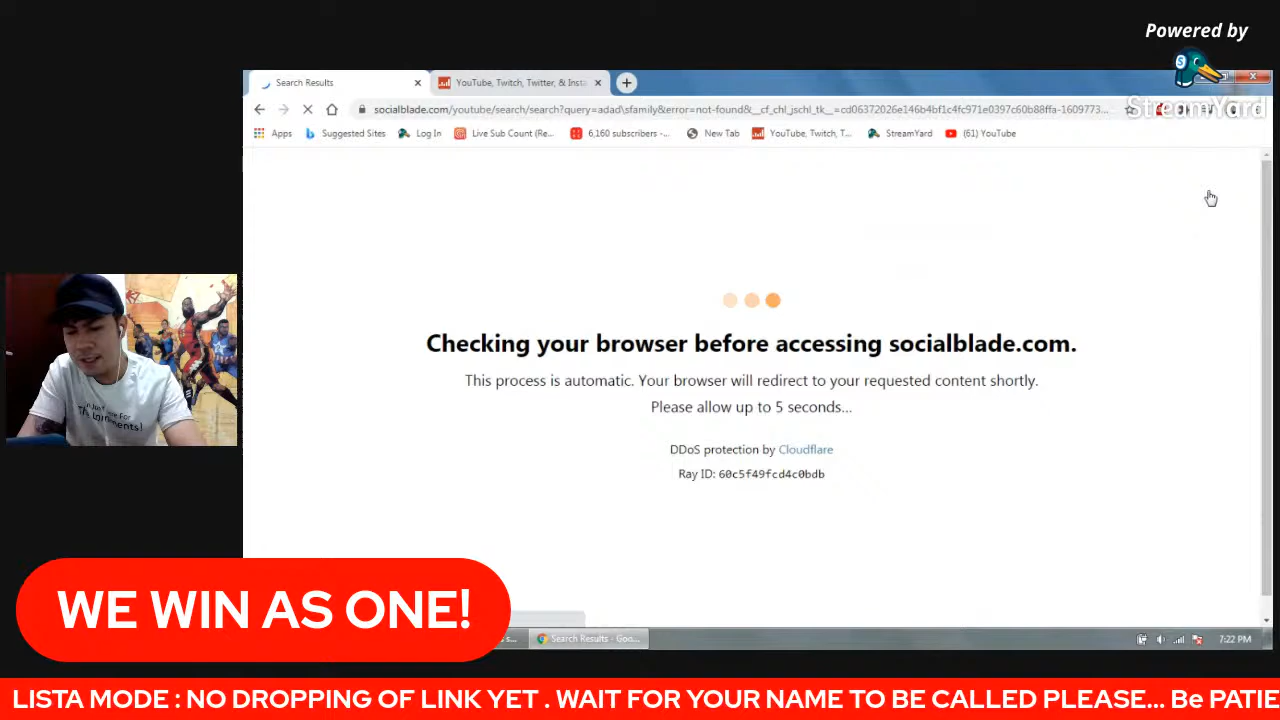 Powered by
StreamYard
Search Results
YouTube, Twitch, Twitter, & Insta
socialblade.com/youtube/search/search?query=adad\sfamily&error=not-found&__cf_chl_jschl_tk__=cd06372026e146b4bf1c4fc971e0397c60b88ffa-1609773...
Apps
Suggested Sites
Log In
Live Sub Count (Re...
6,160 subscribers -...
New Tab
YouTube, Twitch, T...
StreamYard
(61) YouTube
Checking your browser before accessing socialblade.com.
This process is automatic. Your browser will redirect to your requested content shortly.
Please allow up to 5 seconds...
DDoS protection by Cloudflare
Ray ID: 60c5f49fcd4c0bdb
WE WIN AS ONE!
Search Results - Goo...
7:22 PM
LISTA MODE : NO DROPPING OF LINK YET . WAIT FOR YOUR NAME TO BE CALLED PLEASE... Be PATIE